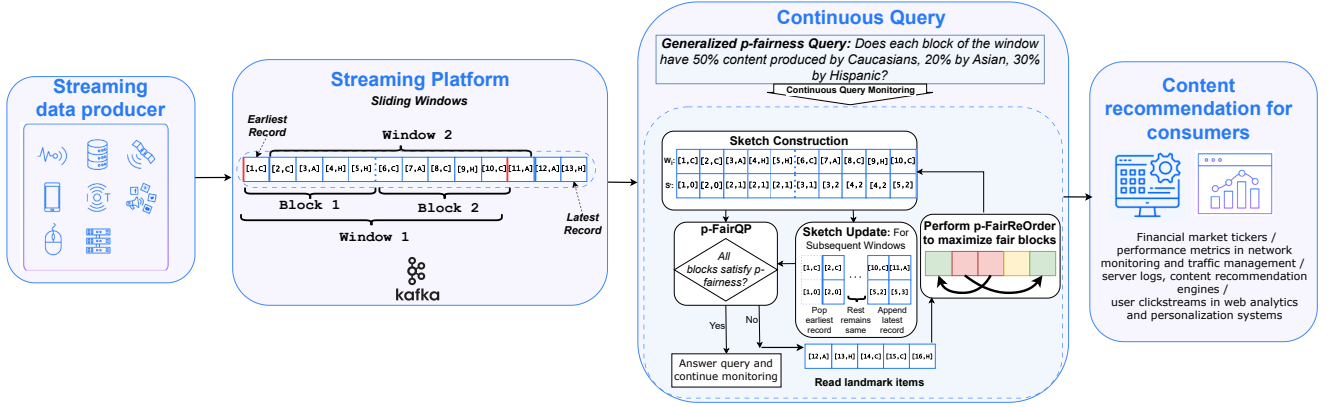 Streaming
data producer
T
Streaming Platform
Sliding Windows
Earliest
Record
Window 2
[1,C] [2,C] [3,A] [4,H] [5,H] [6,C] [7,A] [8,C] [9,H] [10,C] [11,A] [12,A] [13,H]
Block 1
Block 2
Latest
Record
Window 1
kafka
Continuous Query
Generalized p-fairness Query: Does each block of the window
have 50% content produced by Caucasians, 20% by Asian, 30%
by Hispanic?
Continuous Query Monitoring
Sketch Construction
[1,C] [2,C] [3,A] [4,H] [5,H] [6,C] [7,A] [8,C] [9,H] [10,C]
[1,0] [2,0] [2,1] [2,1] [2,1] [3,1] 3,2 [4,2 [4,2 [5,2]
p-FairQP
All
blocks satisfy p-
fairness?
Yes
No
Answer query and
continue monitoring
Sketch Update: For
Subsequent Windows
[1,C] [2,C] ... [10,C] [11,A]
[1,0] [2,0] [5,2] [5,3]
Pop
earliest
record
Rest
remains
same
Append
latest
record
Perform p-FairReOrder
to maximize fair blocks
[12,A] [13,H] [14,C] [15,C] [16,H]
Read landmark items
Content
recommendation for
consumers
Financial market tickers /
performance metrics in network
monitoring and traffic management /
server logs, content recommendation
engines /
user clickstreams in web analytics
and personalization systems